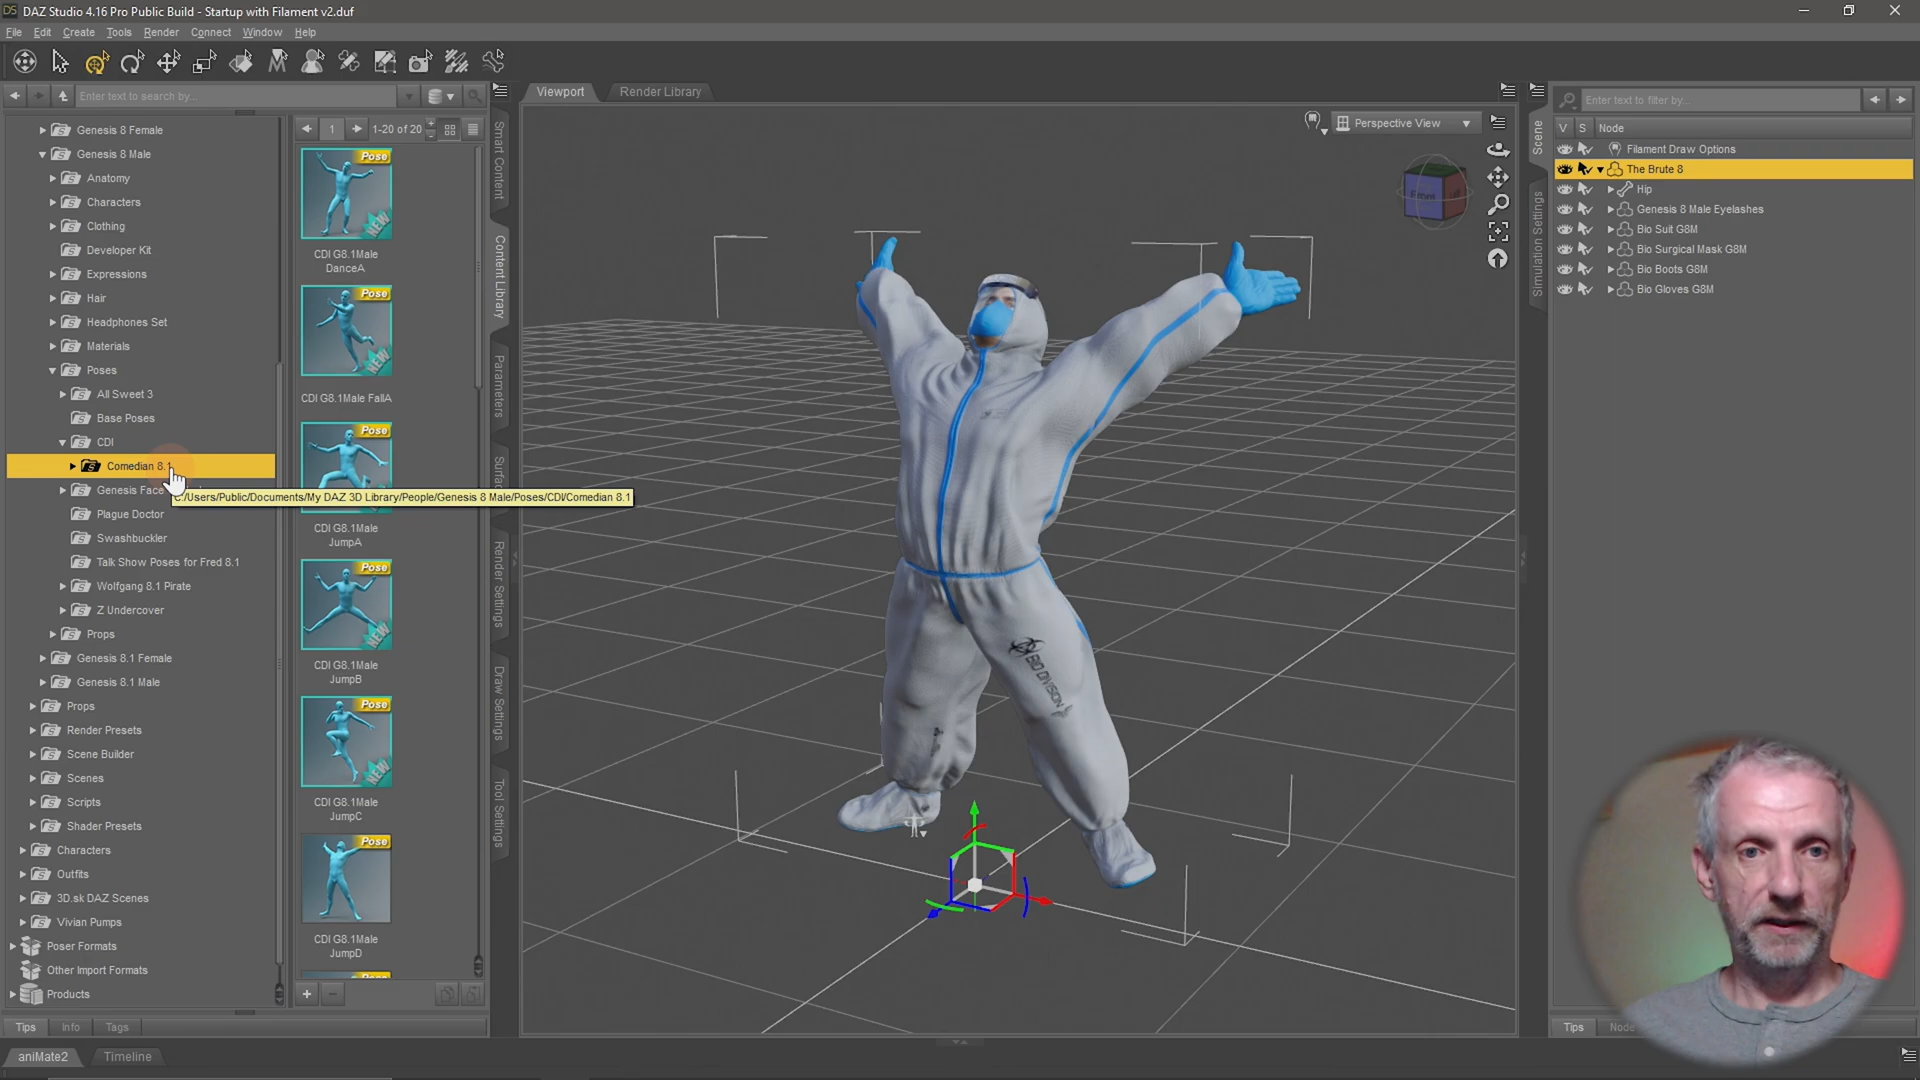 DAZ Studio 4.16 Pro Public Build - Startup with Filament v2.duf
File Edit Create Tools Render Connect Window Help
Enter text to search by...
Genesis 8 Female
Genesis 8 Male
Anatomy
Characters
Clothing
Developer Kit
Expressions
Hair
Headphones Set
Materials
Poses
All Sweet 3
Base Poses
CDI
Comedian 8.1
Genesis Face
C:/Users/Public/Documents/My DAZ 3D Library/People/Genesis 8 Male/Poses/CDI/Comedian 8.1
Plague Doctor
Swashbuckler
Talk Show Poses for Fred 8.1
Wolfgang 8.1 Pirate
Z Undercover
Props
Genesis 8.1 Female
Genesis 8.1 Male
Props
Render Presets
Scene Builder
Scenes
Scripts
Shader Presets
Characters
Outfits
3D.sk DAZ Scenes
Vivian Pumps
Poser Formats
Other Import Formats
Products
Tips Info Tags
aniMate2 Timeline
1 1-20 of 20
Pose
NEW
CDI G8.1Male
DanceA
Pose
NEW
CDI G8.1Male FallA
Pose
CDI G8.1Male
JumpA
Pose
NEW
CDI G8.1Male
JumpB
Pose
NEW
CDI G8.1Male
JumpC
Pose
CDI G8.1Male
JumpD
Smart Content
Content Library
Parameters
Render Settings
Draw Settings
Tool Settings
Viewport Render Library
Perspective View
Front
BIO DIVISION
Scene
Simulation Settings
Enter text to filter by...
V S Node
Filament Draw Options
The Brute 8
Hip
Genesis 8 Male Eyelashes
Bio Suit G8M
Bio Surgical Mask G8M
Bio Boots G8M
Bio Gloves G8M
Tips Node